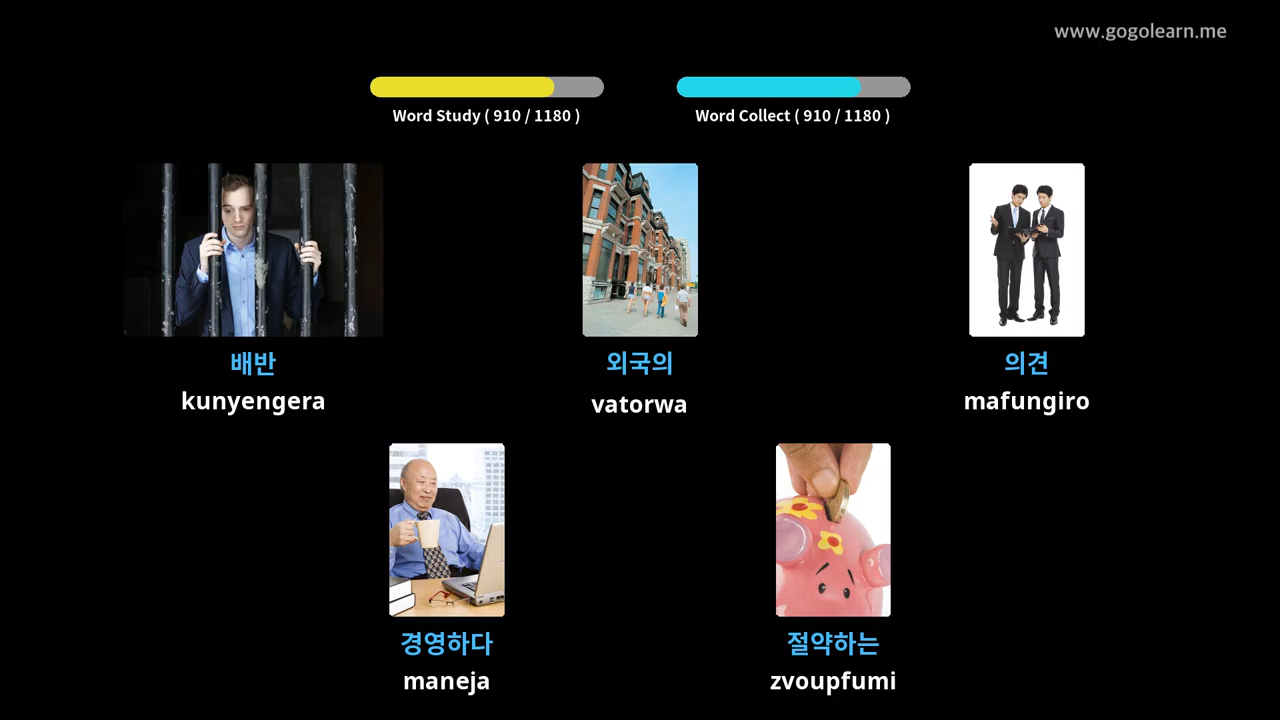 www.gogolearn.me
Word Study ( 910 / 1180 )
Word Collect ( 910 / 1180 )
배반
kunyengera
외국의
vatorwa
의견
mafungiro
경영하다
maneja
절약하는
zvoupfumi